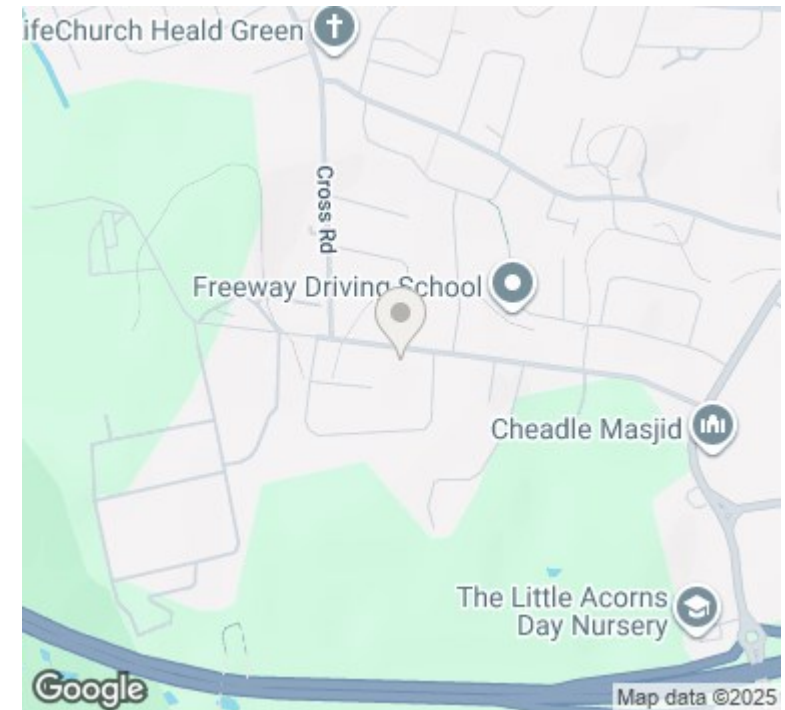 ifeChurch Heald Green
Cross Rd
Freeway Driving School
Cheadle Masjid
The Little Acorns
Day Nursery
Google
Map data ©2025